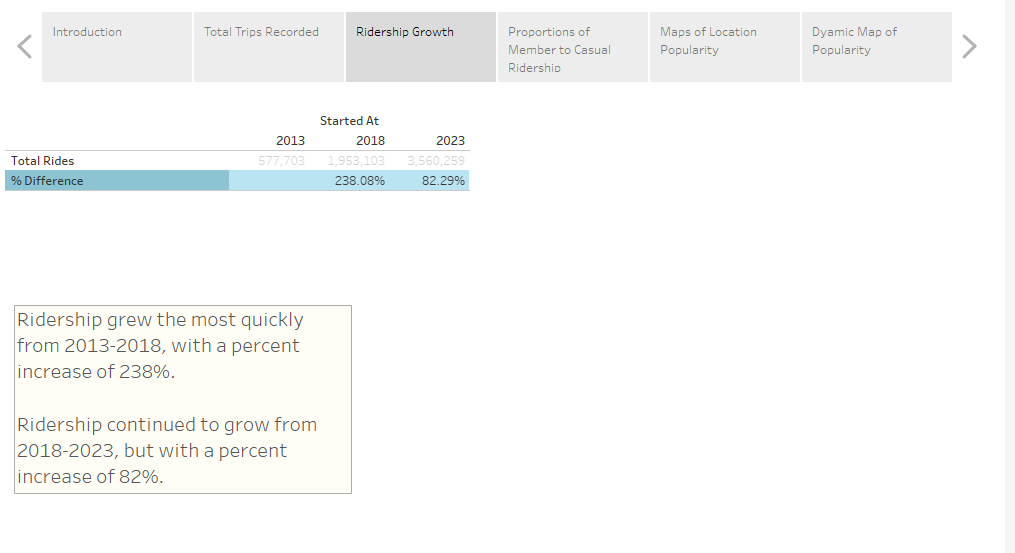 Introduction
Total Trips Recorded
Ridership Growth
Proportions of
Member to Casual
Ridership
Maps of Location
Popularity
Dyamic Map of
Popularity
Started At
2013 2018 2023
Total Rides 577,703 1,953,103 3,560,259
% Difference 238.08% 82.29%
Ridership grew the most quickly
from 2013-2018, with a percent
increase of 238%.
Ridership continued to grow from
2018-2023, but with a percent
increase of 82%.